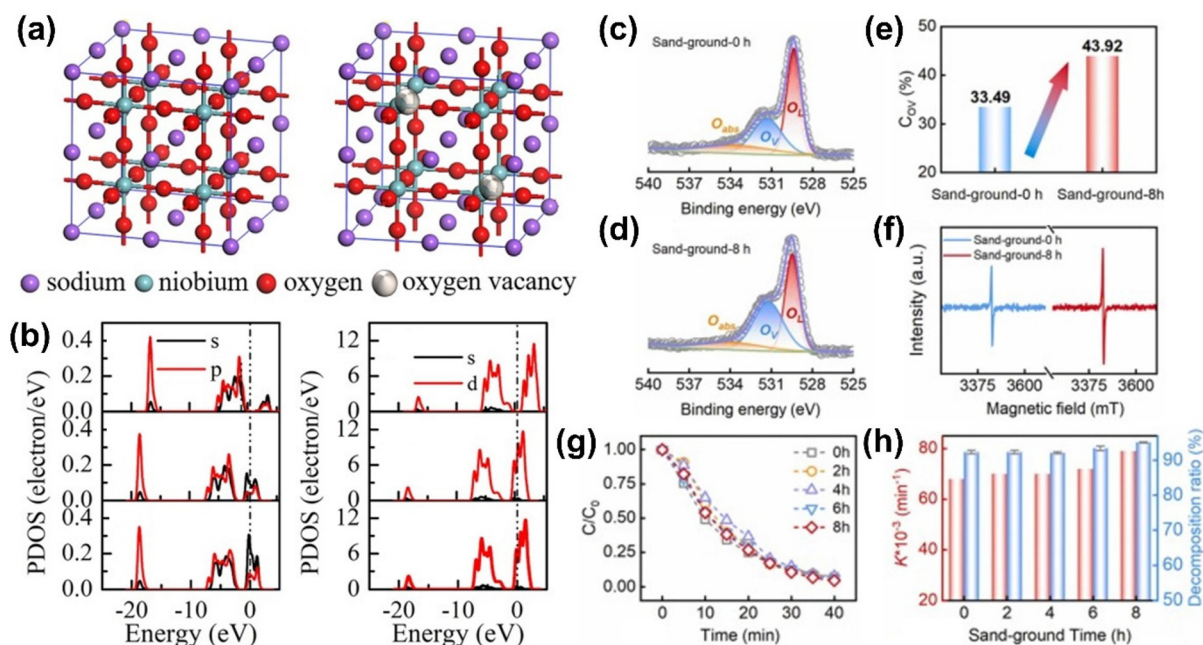 (a)
sodium niobium oxygen oxygen vacancy
(b)
PDOS (electron/eV)
0.4
0.2
0.0
0.4
0.2
0.0
0.4
0.2
0.0
s
p
-20 -10 0
Energy (eV)
PDOS (electron/eV)
12
6
0
12
6
0
12
6
0
s
d
-20 -10 0
Energy (eV)
(c)
Sand-ground-0 h
O_abs
O_V
O_L
540 537 534 531 528 525
Binding energy (eV)
(d)
Sand-ground-8 h
O_abs
O_V
O_L
540 537 534 531 528 525
Binding energy (eV)
(e)
C_OV (%)
50
40
30
20
33.49
43.92
Sand-ground-0 h Sand-ground-8h
(f)
Intensity (a.u.)
Sand-ground-0 h
Sand-ground-8 h
3375 3600 3375 3600
Magnetic field (mT)
(g)
C/C₀
1.00
0.75
0.50
0.25
0.00
0h
2h
4h
6h
8h
0 10 20 30 40
Time (min)
(h)
K*10⁻³ (min⁻¹)
80
60
40
20
Decomposition ratio (%)
90
80
70
60
50
0 2 4 6 8
Sand-ground Time (h)